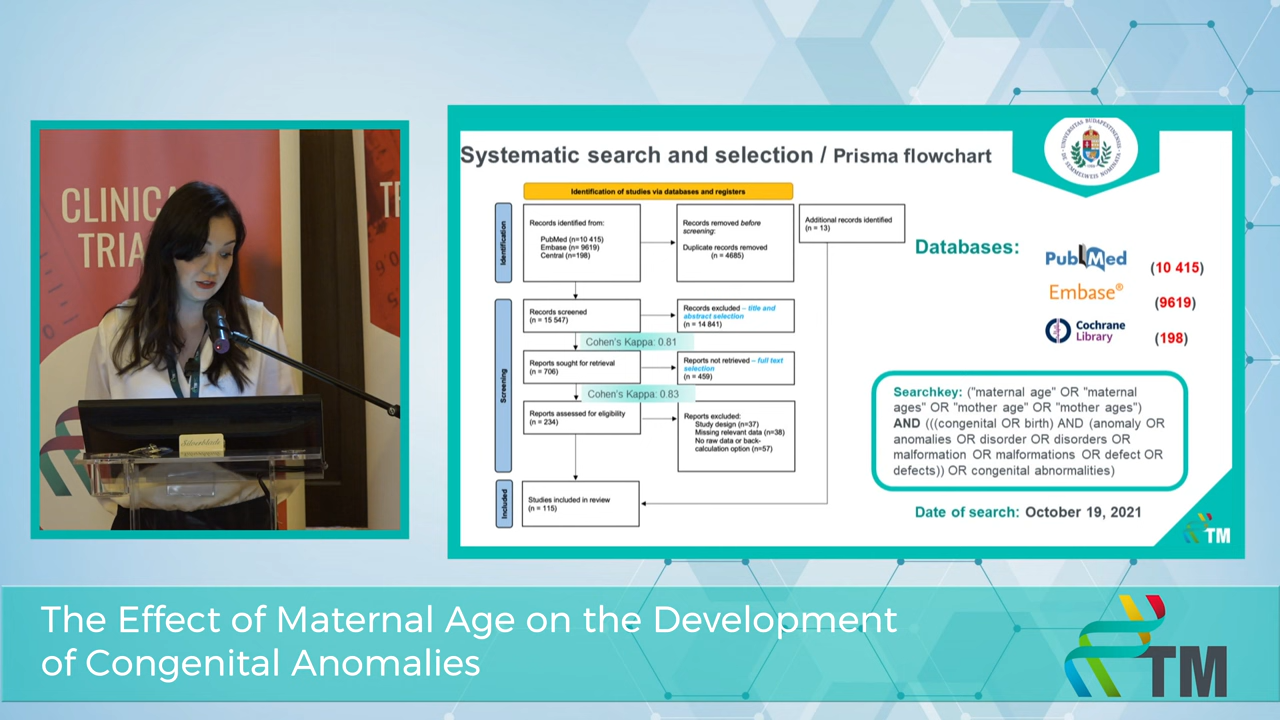 CLINICA
TRIA
TR
Silverblade
Systematic search and selection / Prisma flowchart
UNIVERSITAS BUDAPESTINENSIS
DE SEMMELWEIS NOMINATA
Identification of studies via databases and registers
Identification
Records identified from:
PubMed (n=10 415)
Embase (n= 9619)
Central (n=198)
Records removed before
screening:
Duplicate records removed
(n = 4685)
Additional records identified
(n = 13)
Screening
Records screened
(n = 15 547)
Records excluded – title and
abstract selection
(n = 14 841)
Cohen's Kappa: 0.81
Reports sought for retrieval
(n = 706)
Reports not retrieved – full text
selection
(n = 459)
Cohen's Kappa: 0.83
Reports assessed for eligibility
(n = 234)
Reports excluded:
Study design (n=37)
Missing relevant data (n=38)
No raw data or back-
calculation option (n=57)
Included
Studies included in review
(n = 115)
Databases:
PubMed
(10 415)
Embase®
(9619)
Cochrane
Library
(198)
Searchkey: ("maternal age" OR "maternal
ages" OR "mother age" OR "mother ages")
AND (((congenital OR birth) AND (anomaly OR
anomalies OR disorder OR disorders OR
malformation OR malformations OR defect OR
defects)) OR congenital abnormalities)
Date of search: October 19, 2021
TM
The Effect of Maternal Age on the Development
of Congenital Anomalies
TM